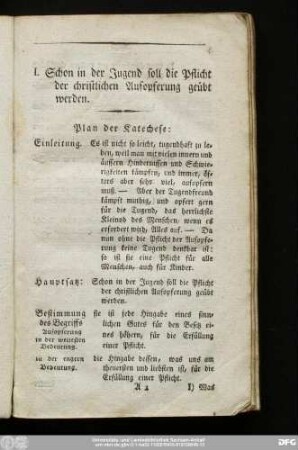 I. Schon in der Jugend soll die Pflicht
der christlichen Aufopferung geübt
werden.
Plan der Katechese:
Einleitung. Es ist nicht so leicht, tugendhaft zu le-
ben, weil man mit vielen innern und
äussern Hindernissen und Schwie-
rigkeiten kämpfen, und immer, öf-
ters aber sehr viel, aufopfern
muß. — Aber der Tugendfreund
kämpft muthig, und opfert gern
für die Tugend, das herrlichste
Kleinod des Menschen, wenn es
erfordert wird, Alles auf. — Da
nun ohne die Pflicht der Aufopfe-
rung keine Tugend denkbar ist:
so ist sie eine Pflicht für alle
Menschen, auch für Kinder.
Hauptsatz: Schon in der Jugend soll die Pflicht
der christlichen Aufopferung geübt
werden.
Bestimmung sie ist jede Hingabe eines sinn-
des Begriffs lichen Gutes für den Besitz ei-
Aufopferung nes höhern, für die Erfüllung
in der weitesten einer Pflicht.
Bedeutung.
in der engern die Hingabe dessen, was uns am
Bedeutung. theuersten und liebsten ist, für die
Erfüllung einer Pflicht.
1) Was